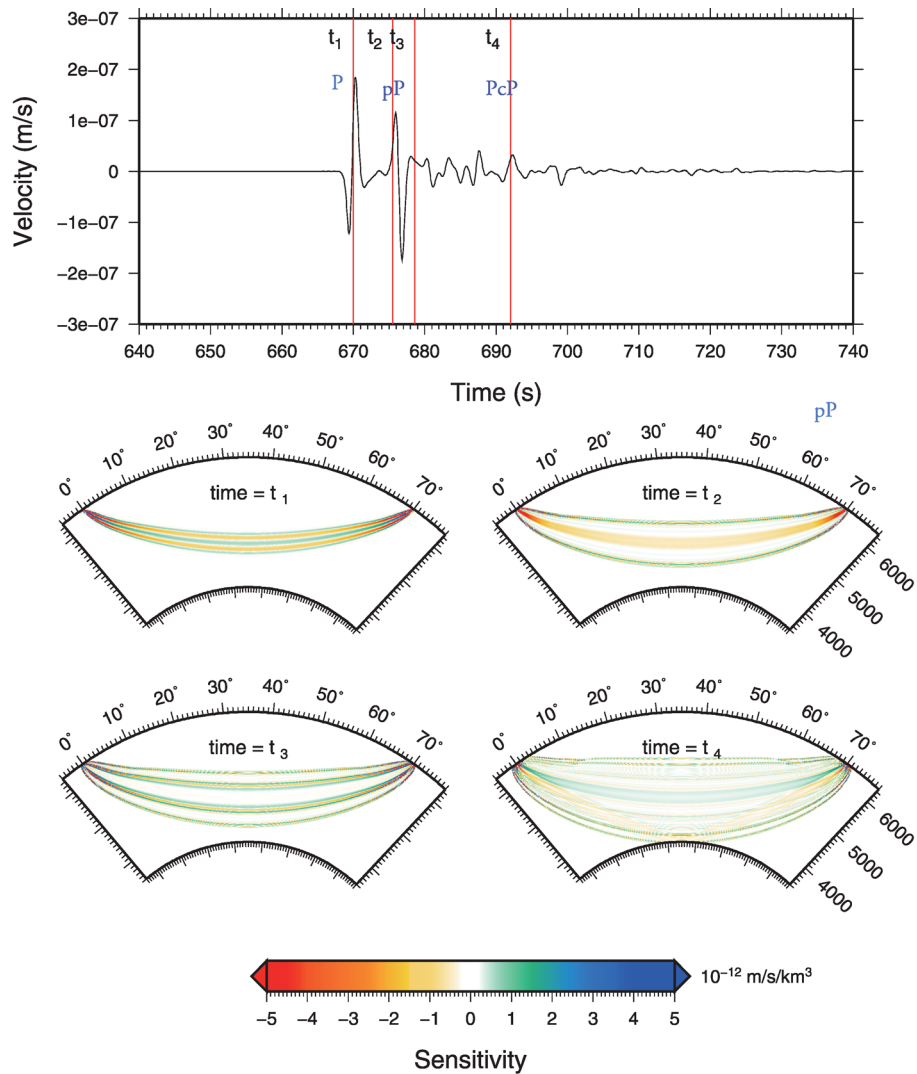 3e-07
t1 t2 t3 t4
2e-07
P pP PcP
1e-07
0
−1e-07
−2e-07
−3e-07
Velocity (m/s)
640 650 660 670 680 690 700 710 720 730 740
Time (s)
pP
0° 10° 20° 30° 40° 50° 60° 70°
time = t 1
0° 10° 20° 30° 40° 50° 60° 70°
time = t 2
6000
5000
4000
0° 10° 20° 30° 40° 50° 60° 70°
time = t 3
0° 10° 20° 30° 40° 50° 60° 70°
time = t 4
6000
5000
4000
10⁻¹² m/s/km³
−5 −4 −3 −2 −1 0 1 2 3 4 5
Sensitivity